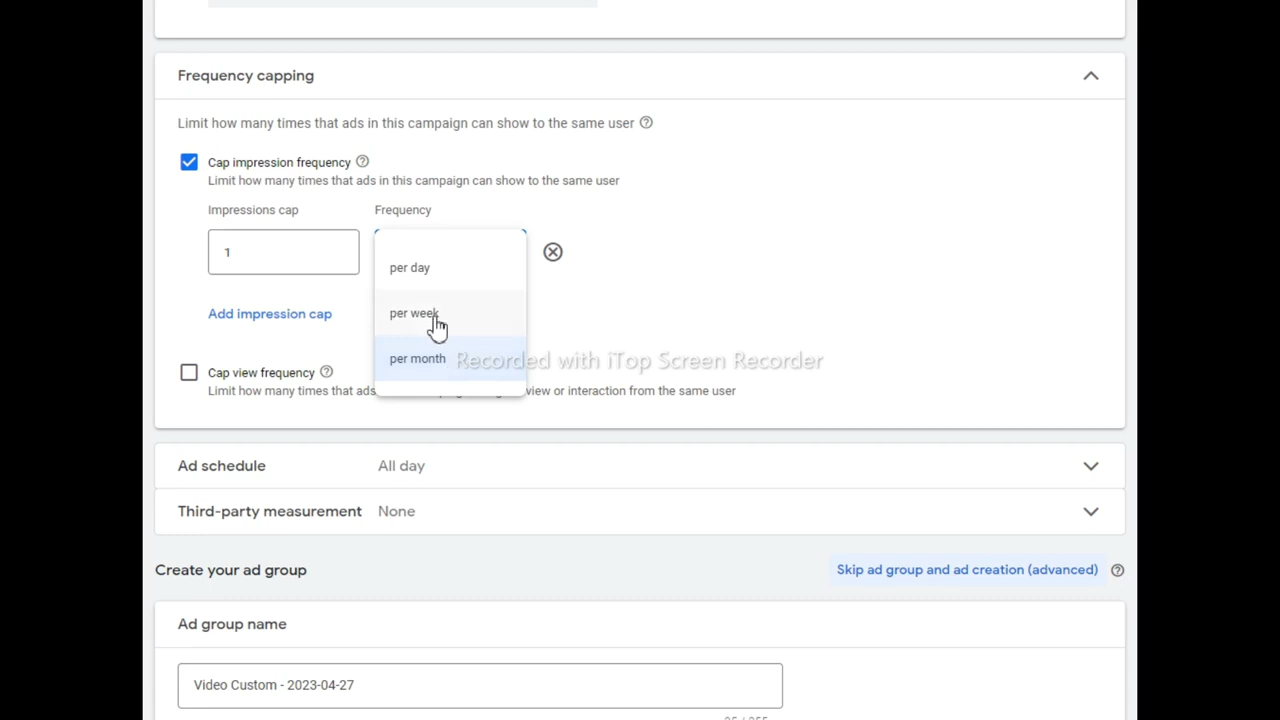 Frequency capping
Limit how many times that ads in this campaign can show to the same user
Cap impression frequency
Limit how many times that ads in this campaign can show to the same user
Impressions cap Frequency
1
per day
per week
per month
Add impression cap
Recorded with iTop Screen Recorder
Cap view frequency
Limit how many times that ads view or interaction from the same user
Ad schedule All day
Third-party measurement None
Create your ad group Skip ad group and ad creation (advanced)
Ad group name
Video Custom - 2023-04-27